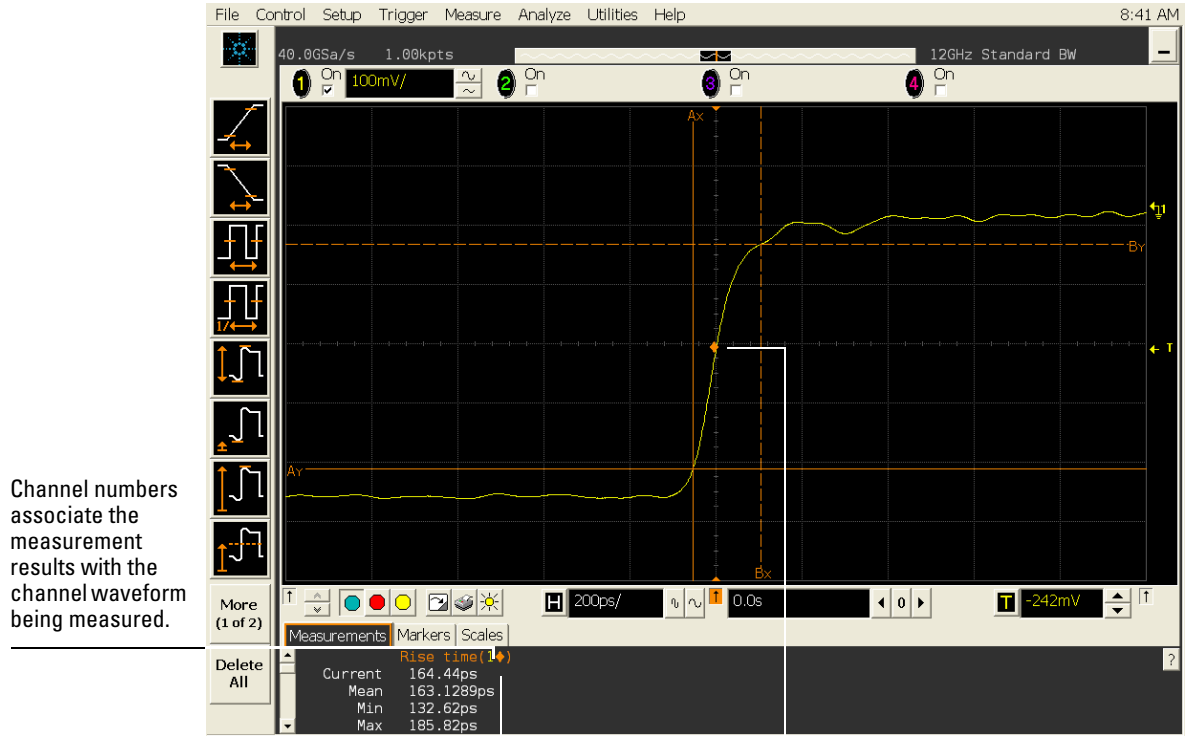 File Control Setup Trigger Measure Analyze Utilities Help 8:41 AM
40.0GSa/s 1.00kpts 12GHz Standard BW
1 On 100mV/ 2 On 3 On 4 On
Ax
1
BY
T
AY
Bx
Channel numbers
associate the
measurement
results with the
channel waveform
being measured.
1/
More
(1 of 2)
Delete
All
H 200ps/ 0.0s 0 T -242mV
Measurements Markers Scales
?
Rise time(1♦)
Current 164.44ps
Mean 163.1289ps
Min 132.62ps
Max 185.82ps